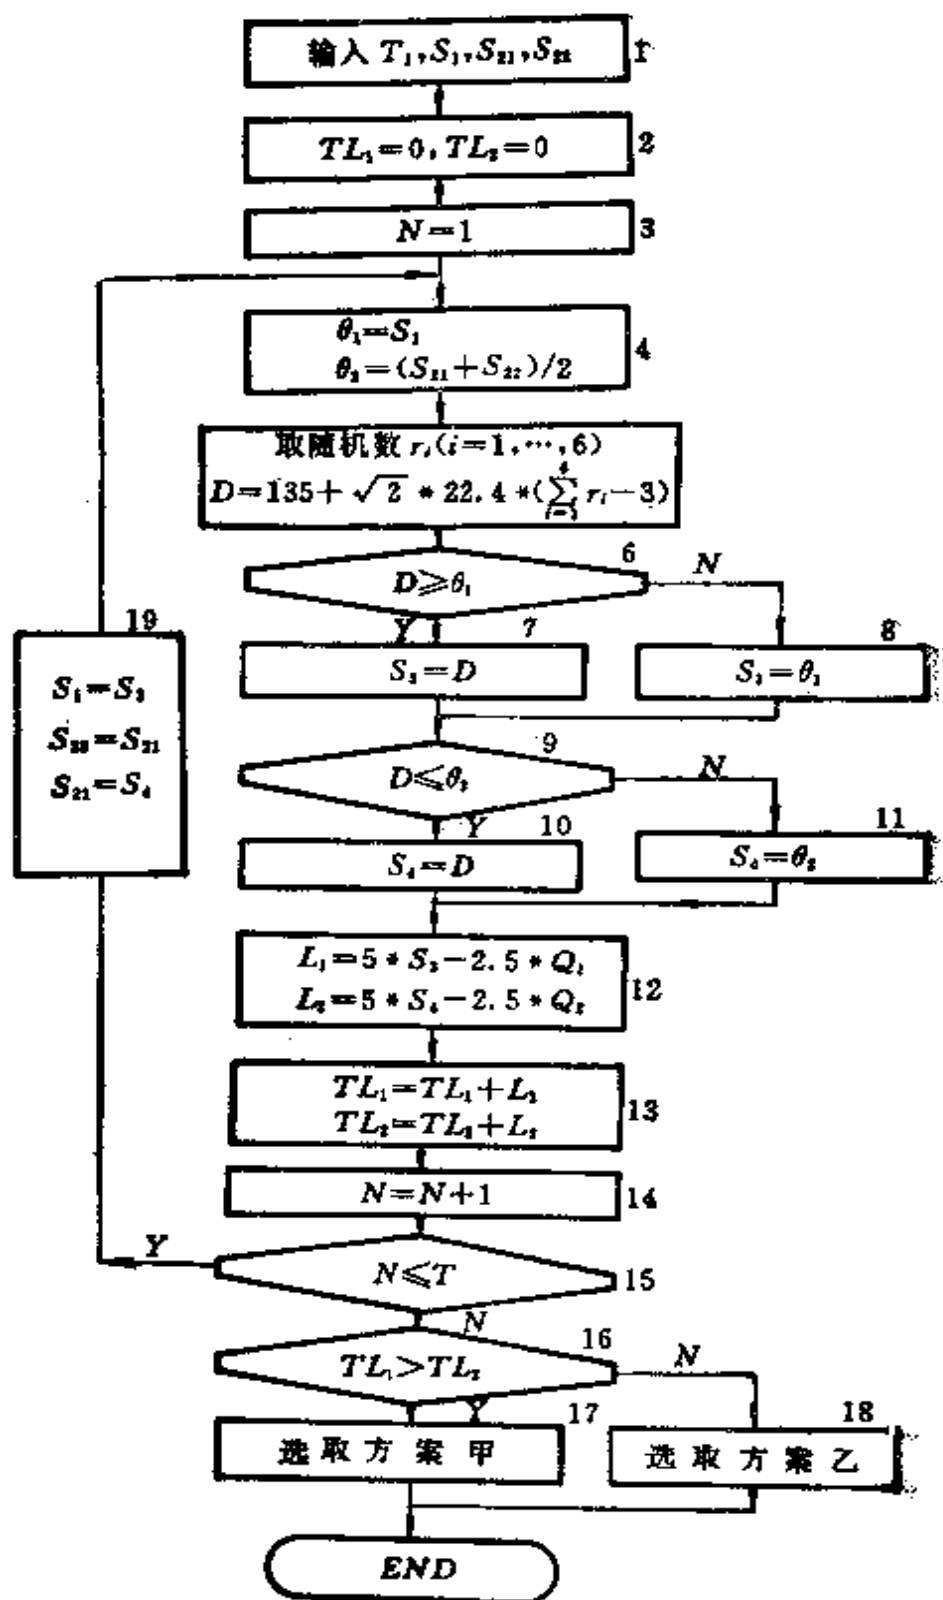 输入 T₁,S₁,S₂₁,S₂₂ 1
TL₁=0,TL₂=0 2
N=1 3
θ₁=S₁
θ₂=(S₂₁+S₂₂)/2 4
取随机数 rᵢ(i=1,⋯,6)
D=135+√2*22.4*(∑rᵢ-3)
D≥θ₁ 6 N
Y 7 8
S₃=D
S₃=θ₁
19
S₁=S₃
S₂₂=S₂₁
S₂₁=S₄
D≤θ₂ 9 N
Y 10 11
S₄=D
S₄=θ₂
L₁=5*S₃-2.5*Q₁
L₂=5*S₄-2.5*Q₂ 12
TL₁=TL₁+L₁
TL₂=TL₂+L₂ 13
N=N+1 14
Y
N≤T 15
N
TL₁>TL₂ 16 N
Y 17 18
选取方案甲
选取方案乙
END